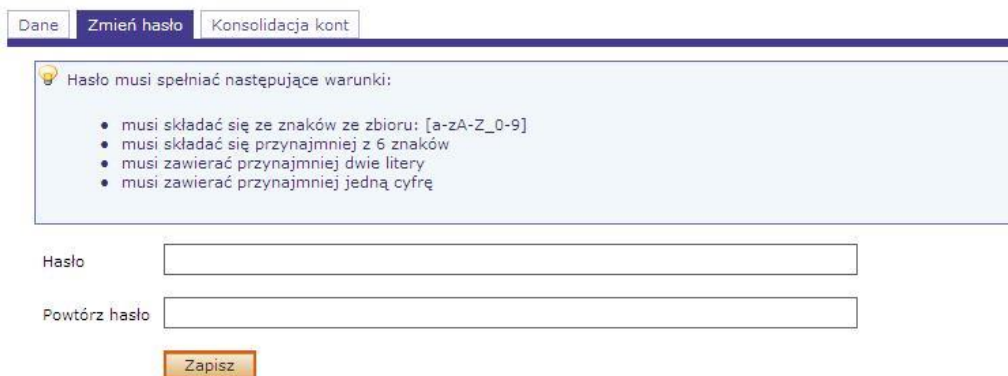 Dane Zmień hasło Konsolidacja kont
Hasło musi spełniać następujące warunki:
• musi składać się ze znaków ze zbioru: [a-zA-Z_0-9]
• musi składać się przynajmniej z 6 znaków
• musi zawierać przynajmniej dwie litery
• musi zawierać przynajmniej jedną cyfrę
Hasło
Powtórz hasło
Zapisz